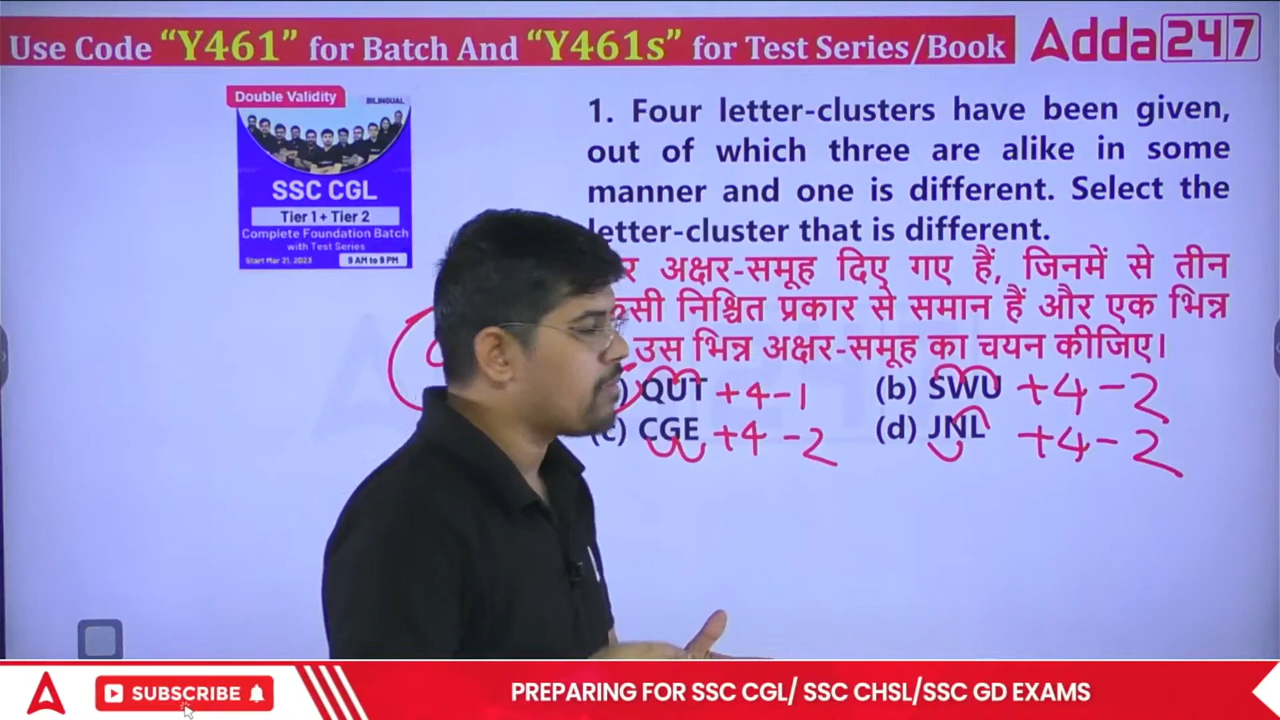 Use Code “Y461” for Batch And “Y461s” for Test Series/Book
Adda247
Double Validity
BILINGUAL
SSC CGL
Tier 1 + Tier 2
Complete Foundation Batch
with Test Series
Start Mar 21, 2023
9 AM to 9 PM
1. Four letter-clusters have been given,
out of which three are alike in some
manner and one is different. Select the
letter-cluster that is different.
अक्षर-समूह दिए गए हैं, जिनमें से तीन
निश्चित प्रकार से समान हैं और एक भिन्न
उस भिन्न अक्षर-समूह का चयन कीजिए।
QUT +4-1 (b) SWU +4-2
(c) CGE +4-2 (d) JNL +4-2
SUBSCRIBE
PREPARING FOR SSC CGL/ SSC CHSL/SSC GD EXAMS